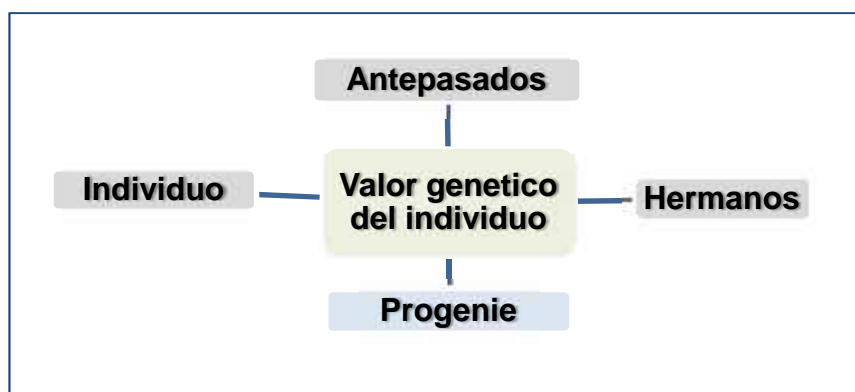 Antepasados
Individuo
Valor genetico
del individuo
Hermanos
Progenie